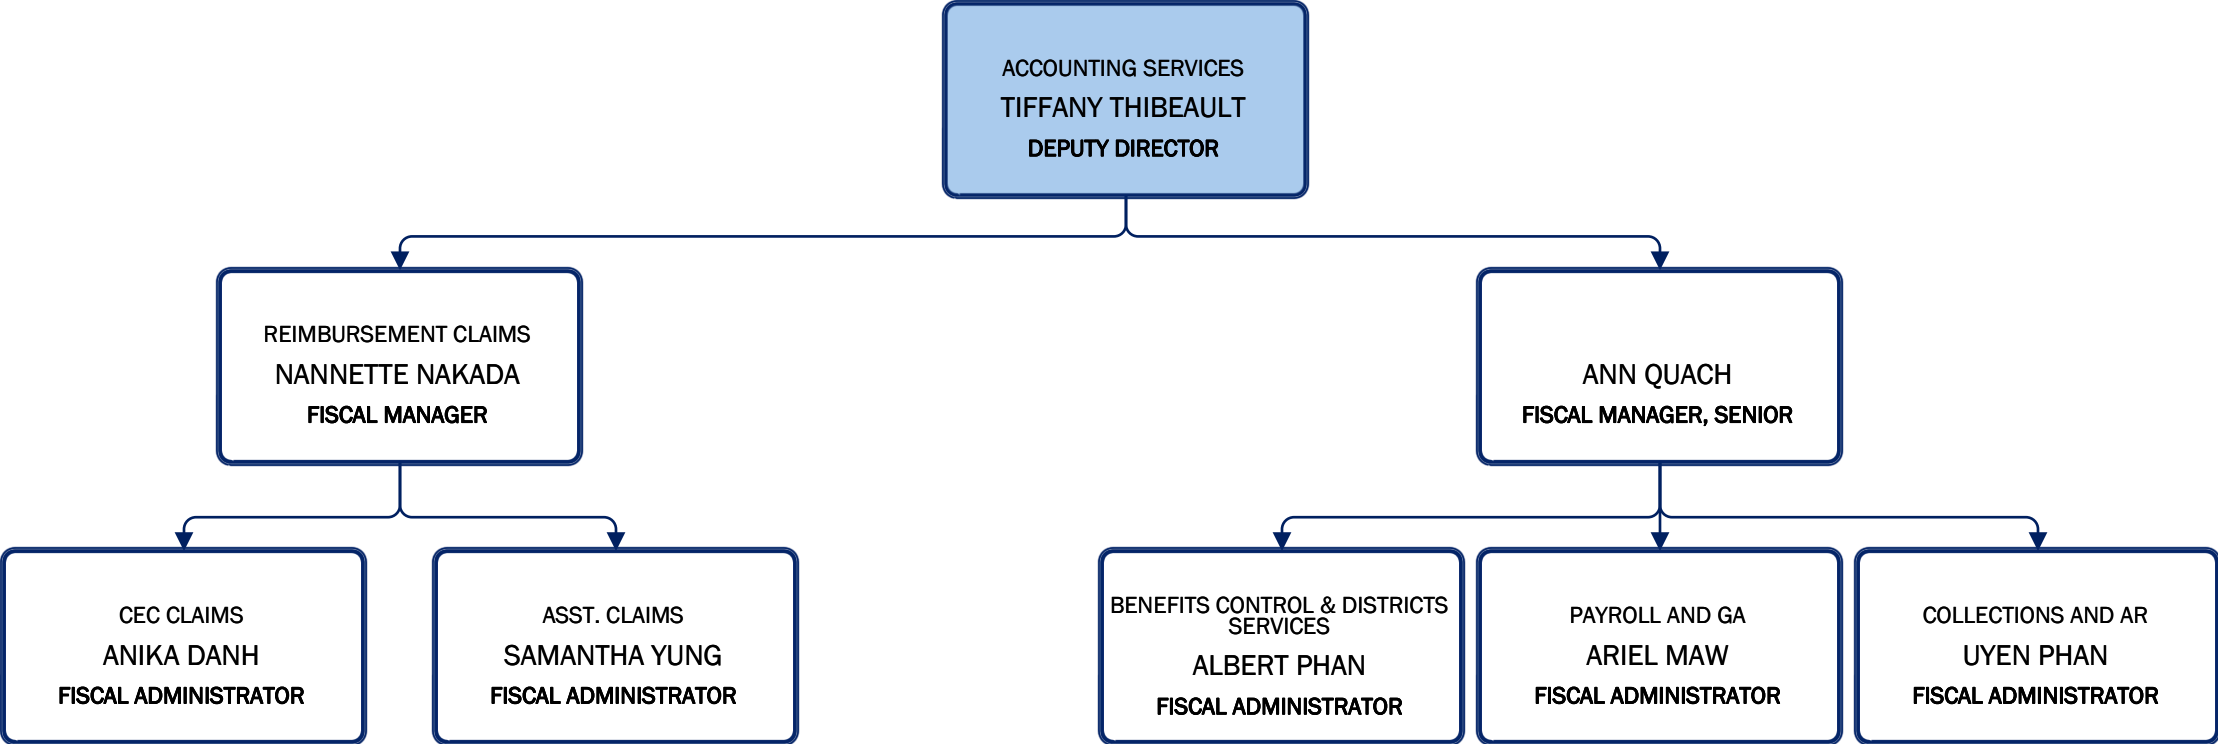 ACCOUNTING SERVICES
TIFFANY THIBEAULT
DEPUTY DIRECTOR
REIMBURSEMENT CLAIMS
NANNETTE NAKADA
FISCAL MANAGER
ANN QUACH
FISCAL MANAGER, SENIOR
CEC CLAIMS
ANIKA DANH
FISCAL ADMINISTRATOR
ASST. CLAIMS
SAMANTHA YUNG
FISCAL ADMINISTRATOR
BENEFITS CONTROL & DISTRICTS
SERVICES
ALBERT PHAN
FISCAL ADMINISTRATOR
PAYROLL AND GA
ARIEL MAW
FISCAL ADMINISTRATOR
COLLECTIONS AND AR
UYEN PHAN
FISCAL ADMINISTRATOR